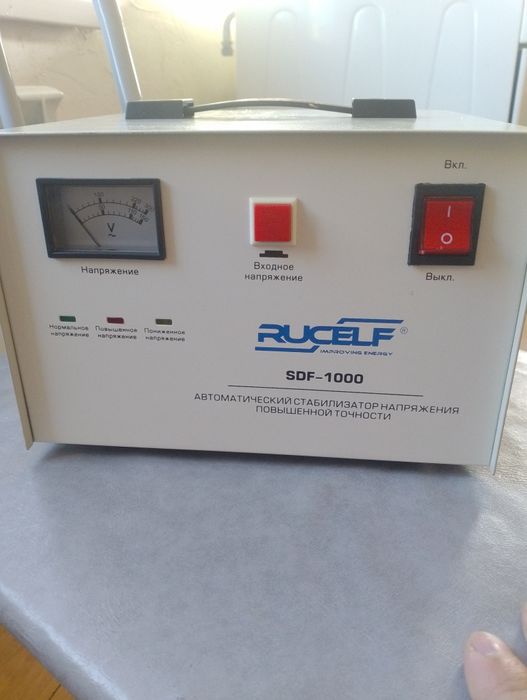 Вкл.
V
Напряжение
Входное
напряжение
I
O
Выкл.
Нормальное
напряжение
Повышенное
напряжение
Пониженное
напряжение
RUCELF®
IMPROVING ENERGY
SDF-1000
АВТОМАТИЧЕСКИЙ СТАБИЛИЗАТОР НАПРЯЖЕНИЯ
ПОВЫШЕННОЙ ТОЧНОСТИ